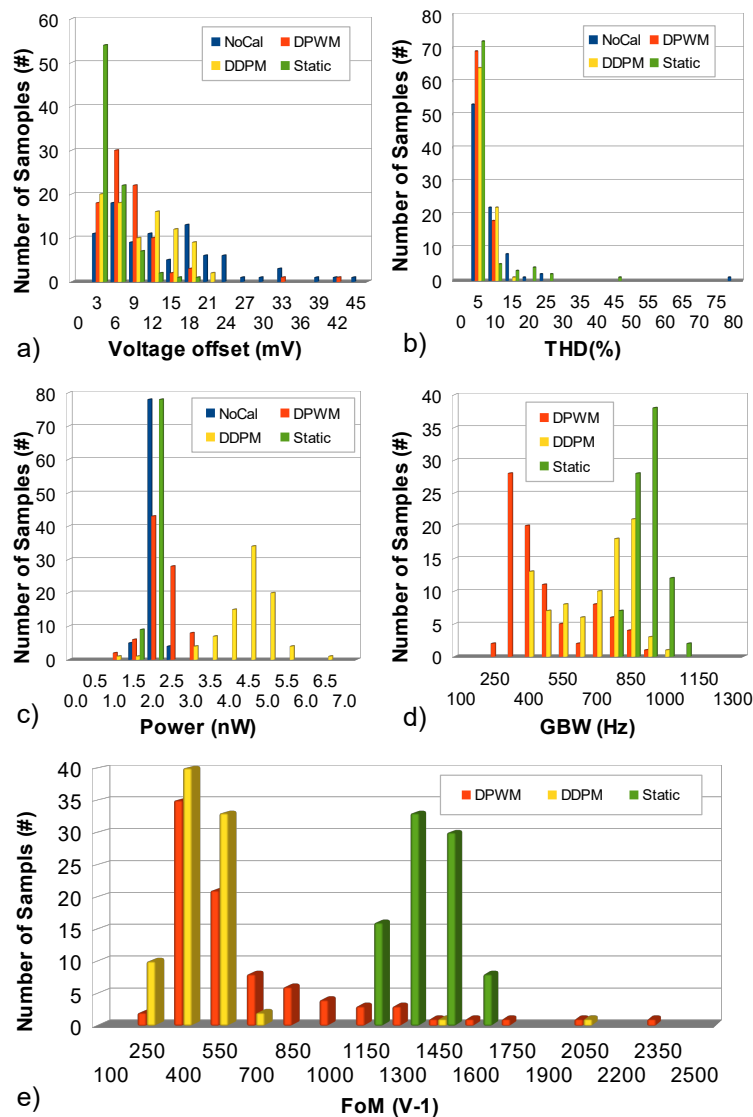 60
50
40
30
20
10
0
Number of Samoples (#)
NoCal DPWM
DDPM Static
3 9 15 21 27 33 39 45
0 6 12 18 24 30 36 42
a) Voltage offset (mV)
80
70
60
50
40
30
20
10
0
Number of Samples (#)
NoCal DPWM
DDPM Static
5 15 25 35 45 55 65 75
0 10 20 30 40 50 60 70 80
b) THD(%)
80
70
60
50
40
30
20
10
0
Number of Samples (#)
NoCal DPWM
DDPM Static
0.5 1.5 2.5 3.5 4.5 5.5 6.5
0.0 1.0 2.0 3.0 4.0 5.0 6.0 7.0
c) Power (nW)
40
35
30
25
20
15
10
5
0
Number of Samples (#)
DPWM
DDPM
Static
250 400 550 700 850 1000 1150 1300
100
d) GBW (Hz)
40
35
30
25
20
15
10
5
0
Number of Sampls (#)
DPWM DDPM Static
250 550 850 1150 1450 1750 2050 2350
100 400 700 1000 1300 1600 1900 2200 2500
e) FoM (V-1)